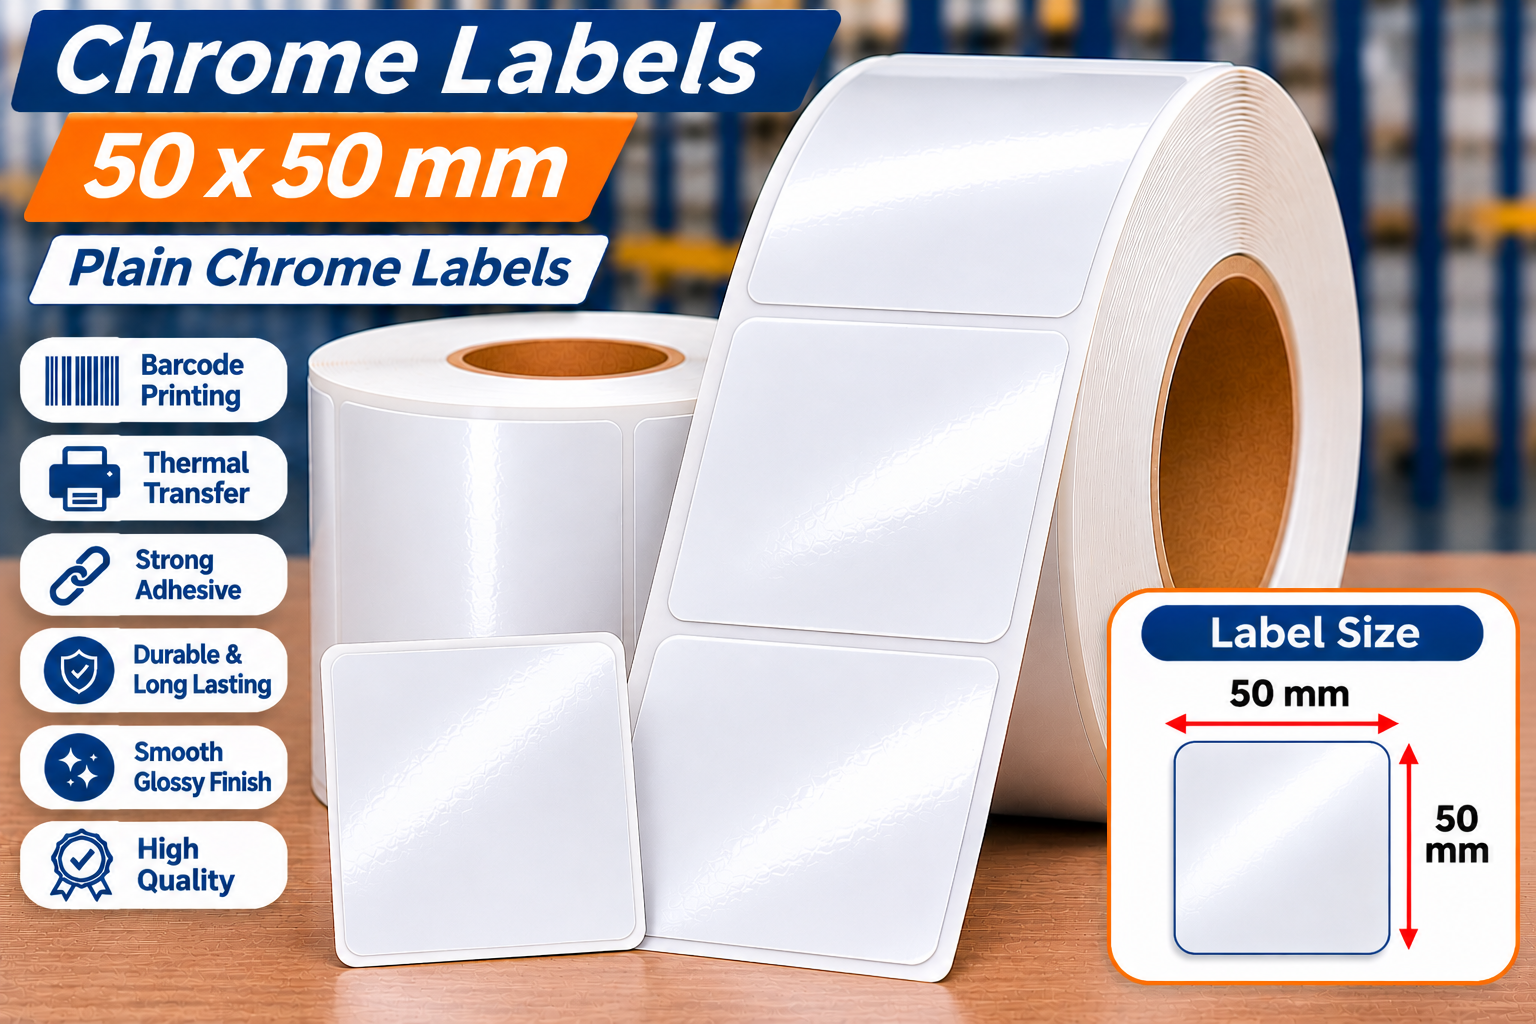 Chrome Labels
50 x 50 mm
Plain Chrome Labels
Barcode
Printing
Thermal
Transfer
Strong
Adhesive
Durable &
Long Lasting
Smooth
Glossy Finish
High
Quality
Label Size
50 mm
50
mm